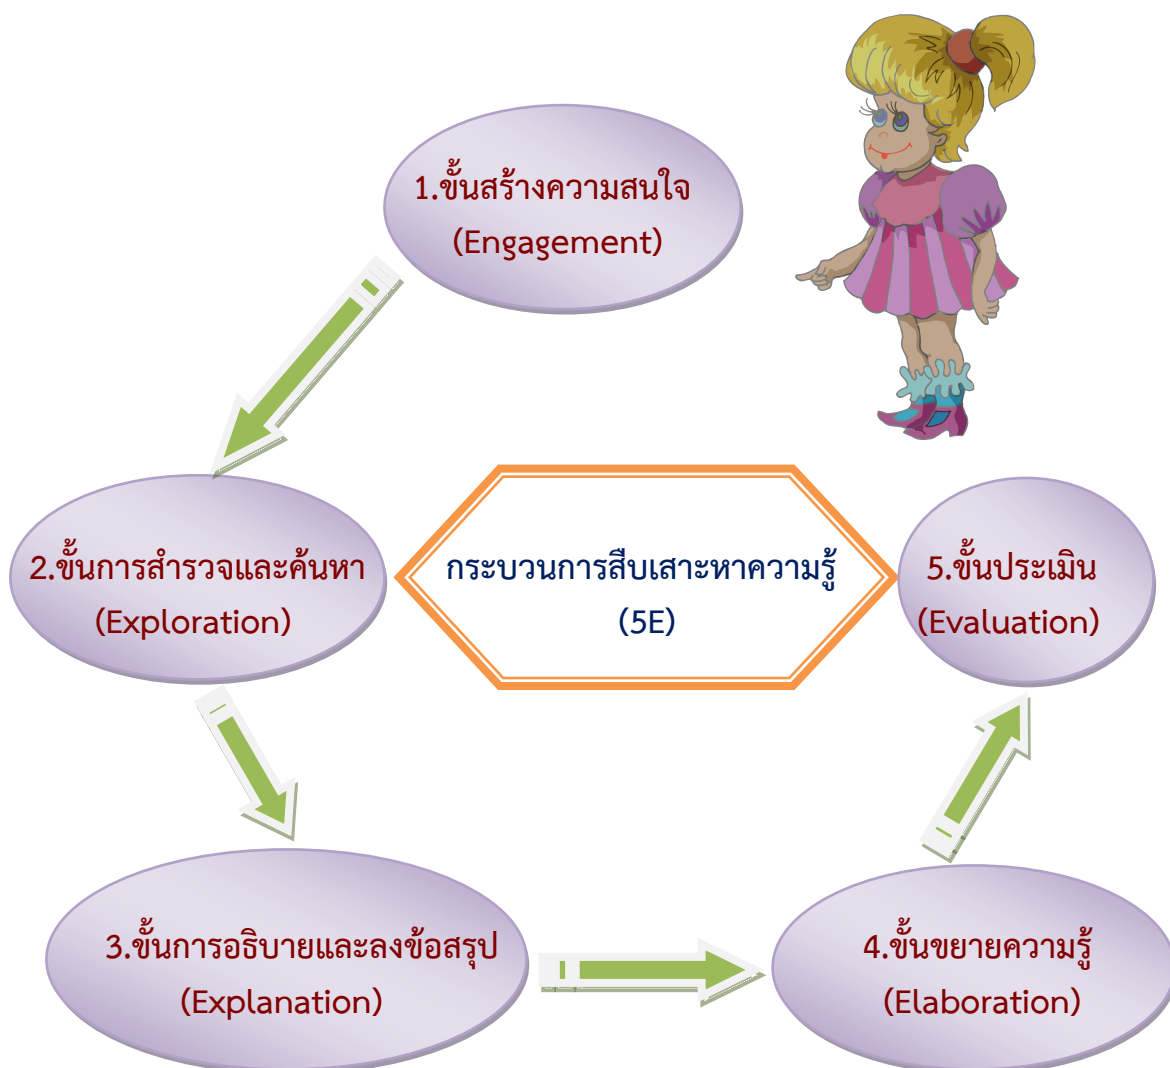 1.ขั้นสร้างความสนใจ
(Engagement)
2.ขั้นการสำรวจและค้นหา
(Exploration)
กระบวนการสืบเสาะหาความรู้
(5E)
5.ขั้นประเมิน
(Evaluation)
3.ขั้นการอธิบายและลงข้อสรุป
(Explanation)
4.ขั้นขยายความรู้
(Elaboration)